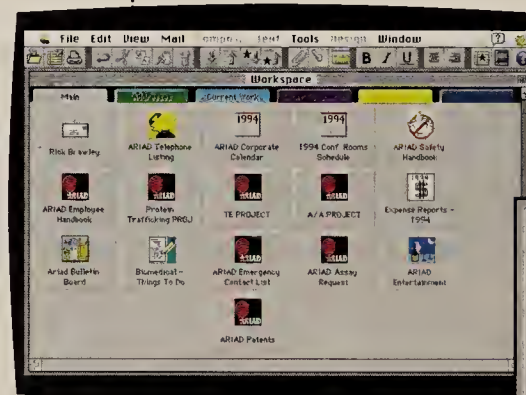 File Edit View Mail Text Tools Design Window
B I U
Workspace
Main Addresses Current Work
1994 1994
Rick Brawley ARIAD Telephone ARIAD Corporate 1994 Conf. Rooms ARIAD Safety
Listing Calendar Schedule Handbook
1994
$
ARIAD ARIAD ARIAD ARIAD
ARIAD Employee Protein TE PROJECT A/A PROJECT Expense Reports -
Handbook Trafficking PROJ 1994
ARIAD ARIAD
Ariad Bulletin Biomedical - ARIAD Emergency ARIAD Assay ARIAD
Board Things To Do Contact List Request Entertainment
ARIAD
ARIAD Patents